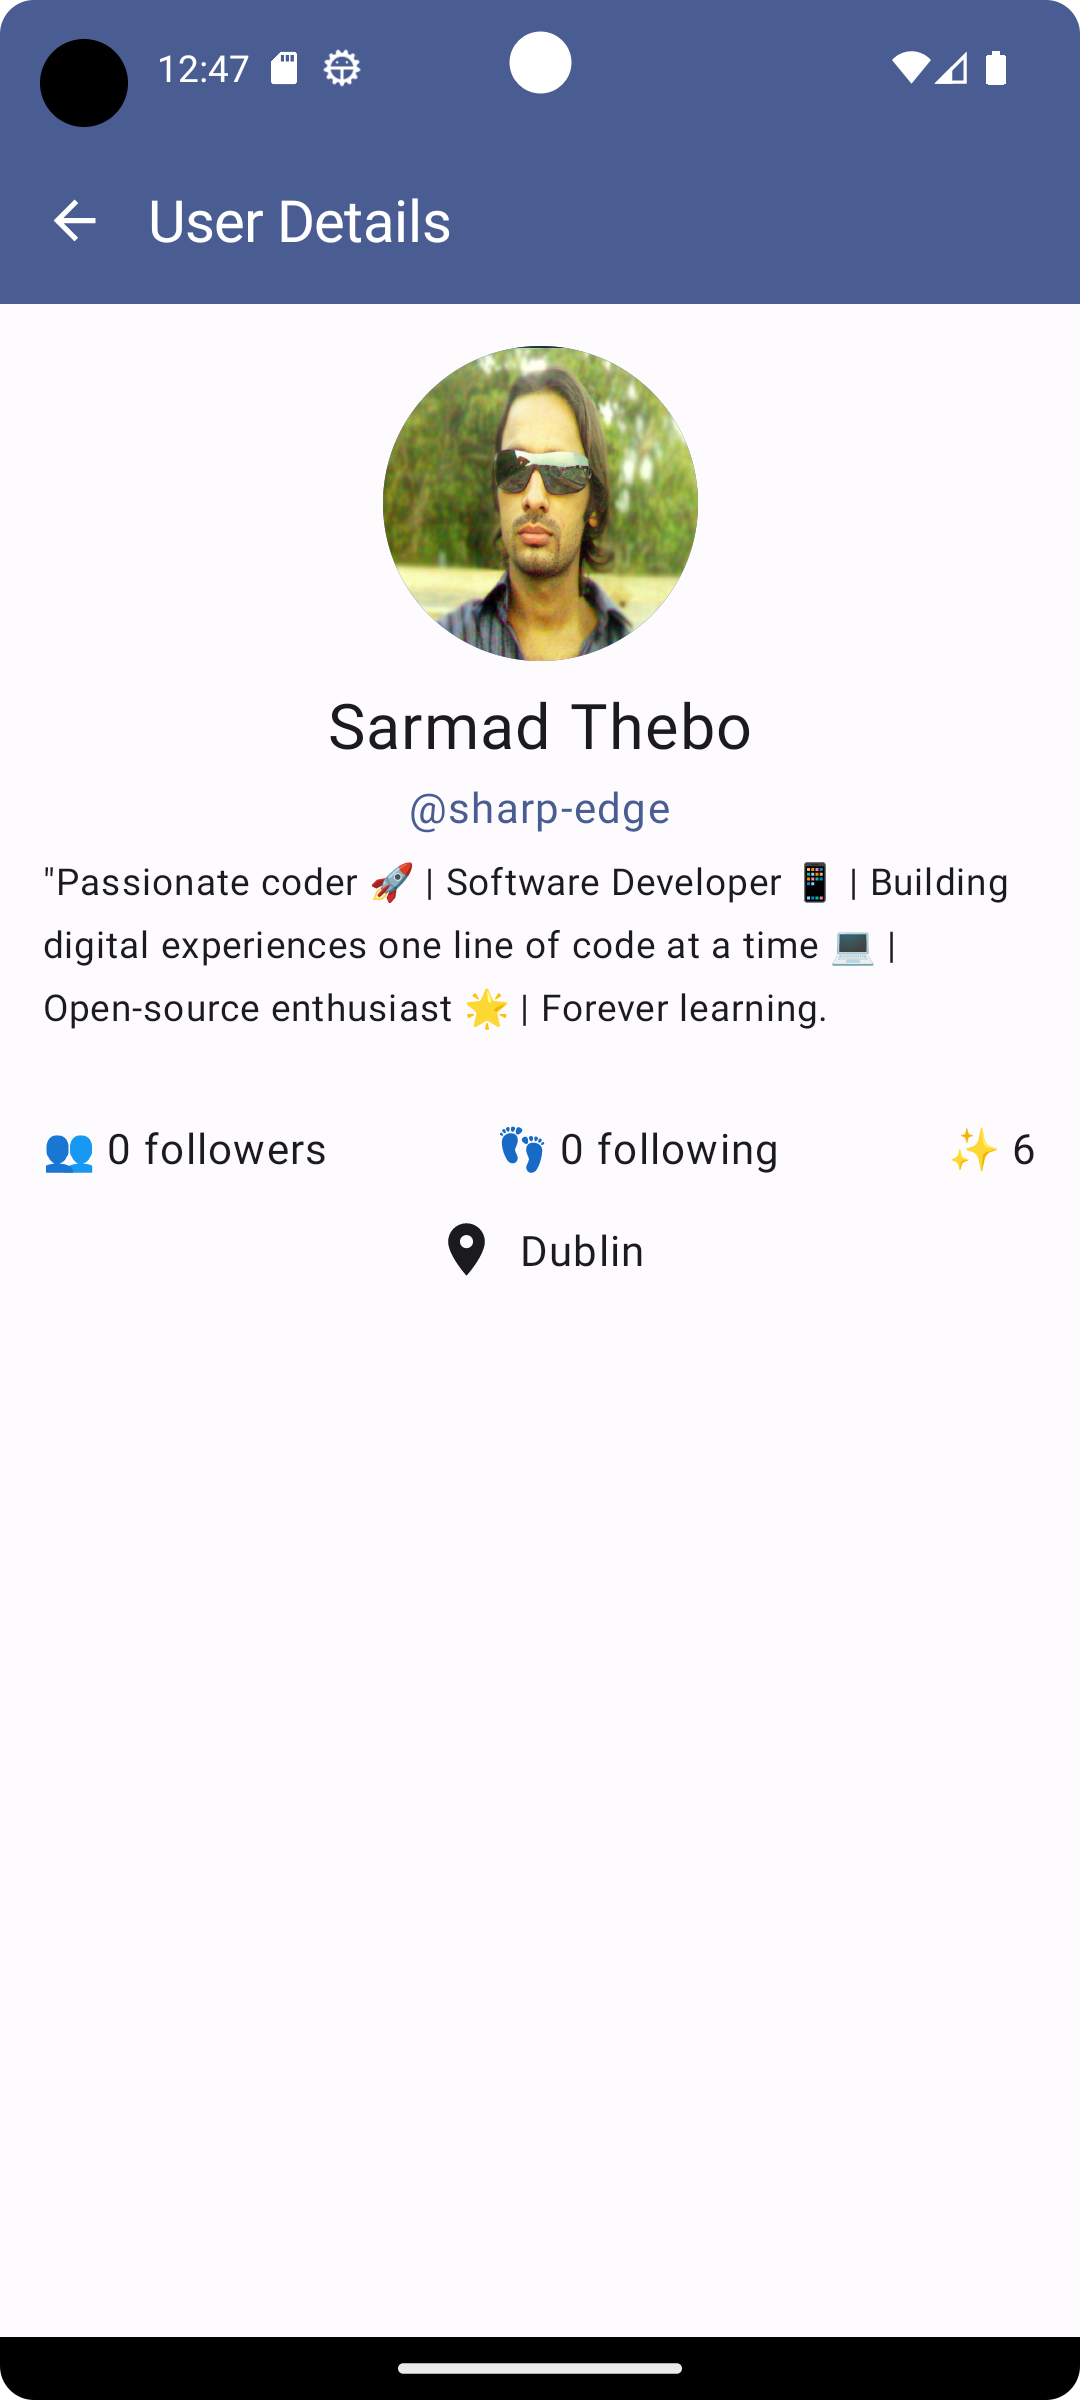 12:47
User Details
Sarmad Thebo
@sharp-edge
"Passionate coder 🚀 | Software Developer 📱 | Building
digital experiences one line of code at a time 💻 |
Open-source enthusiast 🌟 | Forever learning.
👥 0 followers 👣 0 following ✨ 6
Dublin